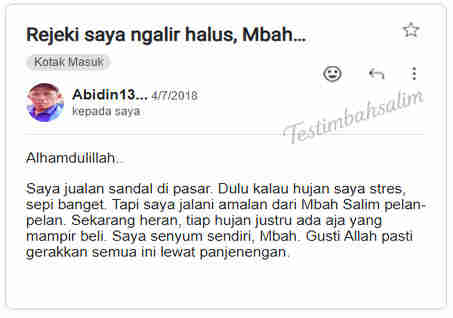 Rejeki saya ngalir halus, Mbah...
Kotak Masuk
Abidin13... 4/7/2018
kepada saya
Testimbahsalim
Alhamdulillah..
Saya jualan sandal di pasar. Dulu kalau hujan saya stres,
sepi banget. Tapi saya jalani amalan dari Mbah Salim pelan-
pelan. Sekarang heran, tiap hujan justru ada aja yang
mampir beli. Saya senyum sendiri, Mbah. Gusti Allah pasti
gerakkan semua ini lewat panjenengan.